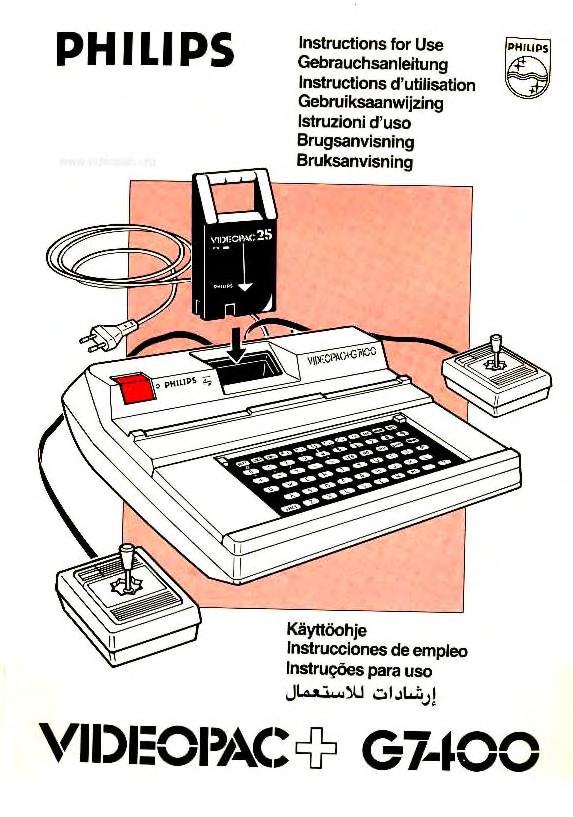 PHILIPS
Instructions for Use
Gebrauchsanleitung
Instructions d'utilisation
Gebruiksaanwijzing
Istruzioni d'uso
Brugsanvisning
Bruksanvisning
PHILIPS
VIDEOPAC 25
PHILIPS
VIDEOPAC+G7400
PHILIPS
Käyttöohje
Instrucciones de empleo
Instruções para uso
إرشادات للاستعمال
VIDEOPAC+ G7400